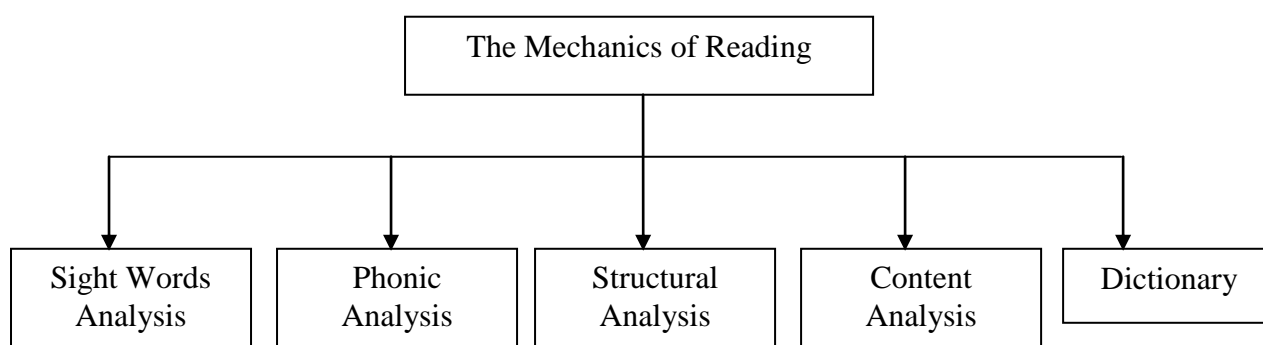 The Mechanics of Reading
Sight Words
Analysis
Phonic
Analysis
Structural
Analysis
Content
Analysis
Dictionary